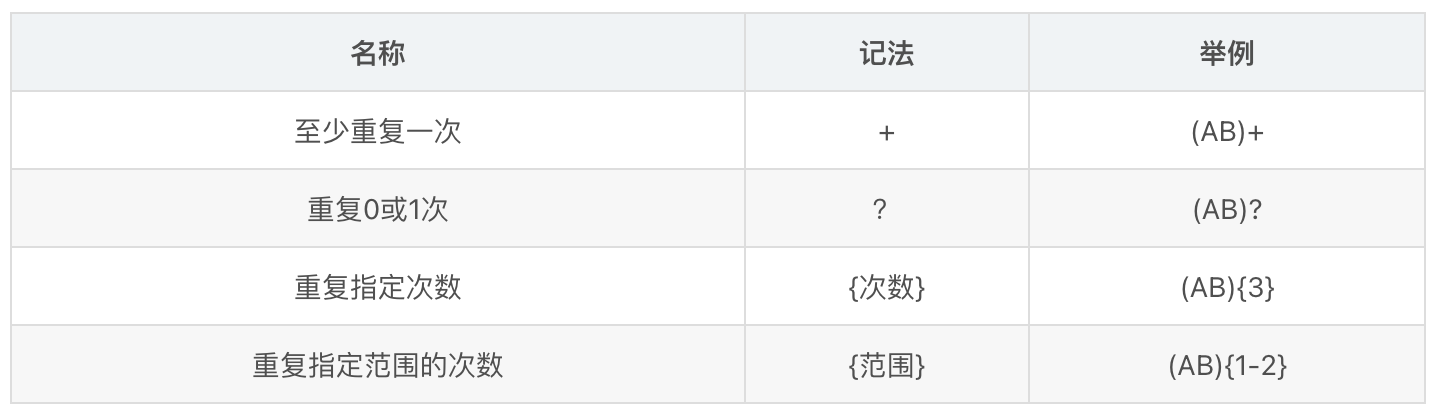 名称 记法 举例
至少重复一次 + (AB)+
重复0或1次 ? (AB)?
重复指定次数 {次数} (AB){3}
重复指定范围的次数 {范围} (AB){1-2}